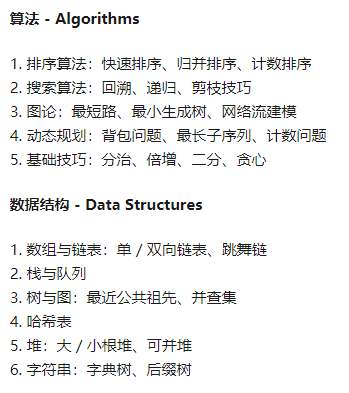 算法 - Algorithms
1. 排序算法：快速排序、归并排序、计数排序
2. 搜索算法：回溯、递归、剪枝技巧
3. 图论：最短路、最小生成树、网络流建模
4. 动态规划：背包问题、最长子序列、计数问题
5. 基础技巧：分治、倍增、二分、贪心
数据结构 - Data Structures
1. 数组与链表：单 / 双向链表、跳舞链
2. 栈与队列
3. 树与图：最近公共祖先、并查集
4. 哈希表
5. 堆：大 / 小根堆、可并堆
6. 字符串：字典树、后缀树